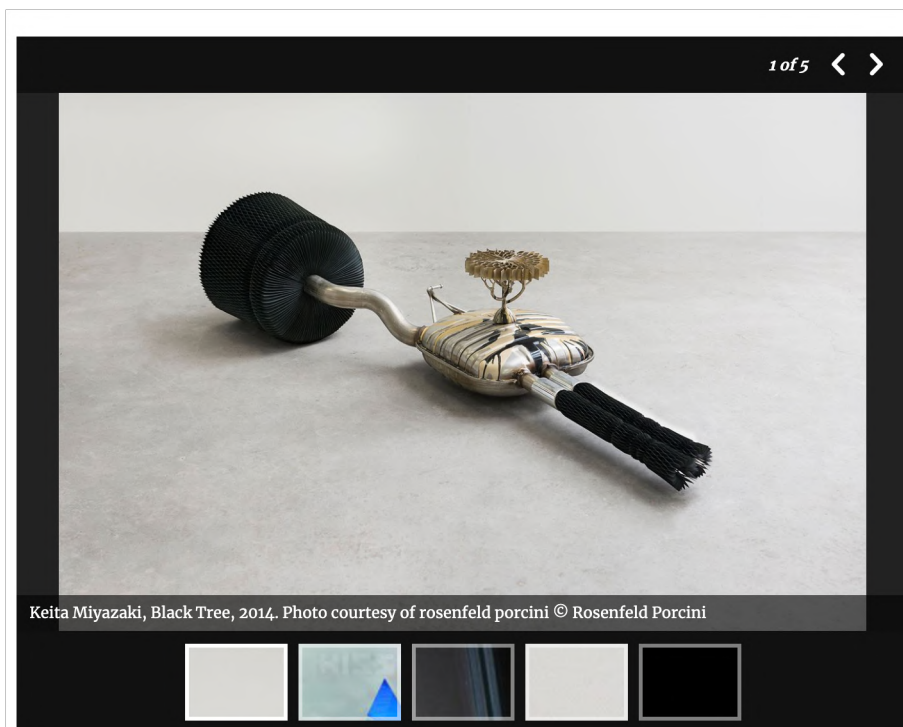 1 of 5
Keita Miyazaki, Black Tree, 2014. Photo courtesy of rosenfeld porcini © Rosenfeld Porcini